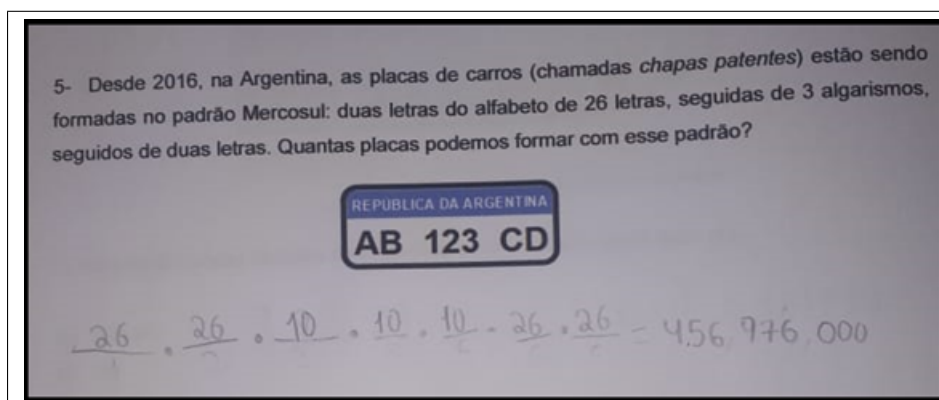 5- Desde 2016, na Argentina, as placas de carros (chamadas chapas patentes) estão sendo
formadas no padrão Mercosul: duas letras do alfabeto de 26 letras, seguidas de 3 algarismos,
seguidos de duas letras. Quantas placas podemos formar com esse padrão?
REPÚBLICA DA ARGENTINA
AB 123 CD
26 . 26 . 10 . 10 . 10 . 26 . 26 = 456 976 000